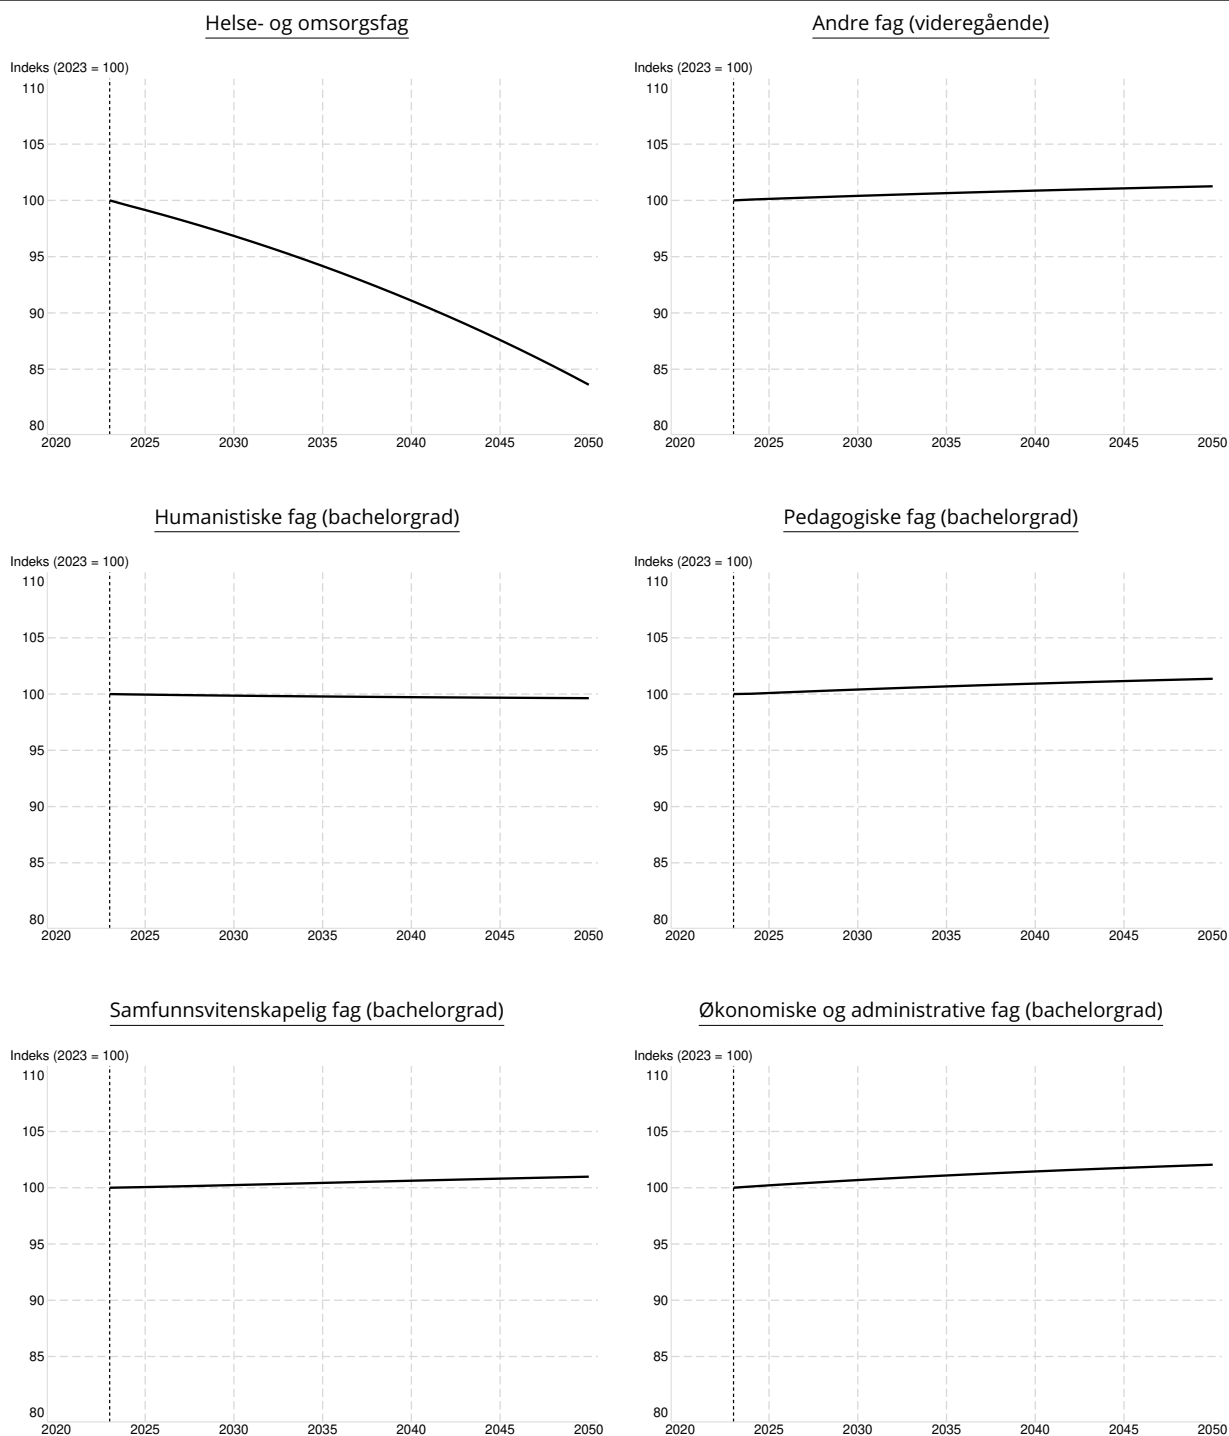 Helse- og omsorgsfag
Indeks (2023 = 100)
110
105
100
95
90
85
80
2020 2025 2030 2035 2040 2045 2050
Andre fag (videregående)
Indeks (2023 = 100)
110
105
100
95
90
85
80
2020 2025 2030 2035 2040 2045 2050
Humanistiske fag (bachelorgrad)
Indeks (2023 = 100)
110
105
100
95
90
85
80
2020 2025 2030 2035 2040 2045 2050
Pedagogiske fag (bachelorgrad)
Indeks (2023 = 100)
110
105
100
95
90
85
80
2020 2025 2030 2035 2040 2045 2050
Samfunnsvitenskapelig fag (bachelorgrad)
Indeks (2023 = 100)
110
105
100
95
90
85
80
2020 2025 2030 2035 2040 2045 2050
Økonomiske og administrative fag (bachelorgrad)
Indeks (2023 = 100)
110
105
100
95
90
85
80
2020 2025 2030 2035 2040 2045 2050